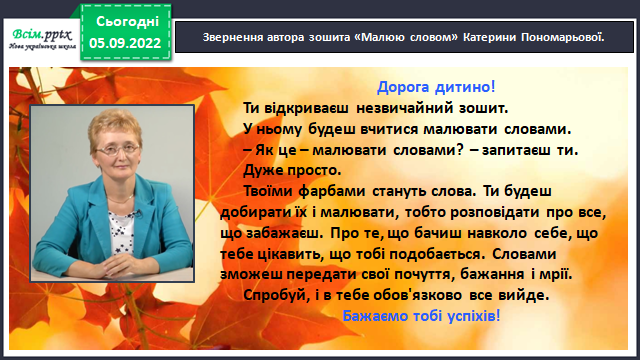 Всім.pptx
Нова українська школа
Сьогодні
05.09.2022
Звернення автора зошита «Малюю словом» Катерини Пономарьової.
Дорога дитино!
Ти відкриваєш незвичайний зошит.
У ньому будеш вчитися малювати словами.
– Як це – малювати словами? – запитаєш ти.
Дуже просто.
Твоїми фарбами стануть слова. Ти будеш
добирати їх і малювати, тобто розповідати про все,
що забажаєш. Про те, що бачиш навколо себе, що
тебе цікавить, що тобі подобається. Словами
зможеш передати свої почуття, бажання і мрії.
Спробуй, і в тебе обов'язково все вийде.
Бажаємо тобі успіхів!